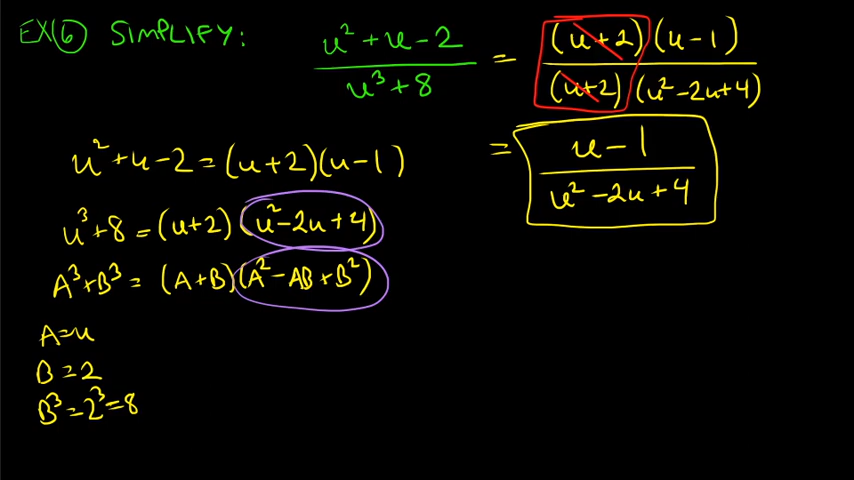 EX⑥ SIMPLIFY: (u²+u-2)/(u³+8) = ((u+2)(u-1))/((u+2)(u²-2u+4))
= (u-1)/(u²-2u+4)
u²+u-2=(u+2)(u-1)
u³+8=(u+2)(u²-2u+4)
A³+B³=(A+B)(A²-AB+B²)
A=u
B=2
B³=2³=8